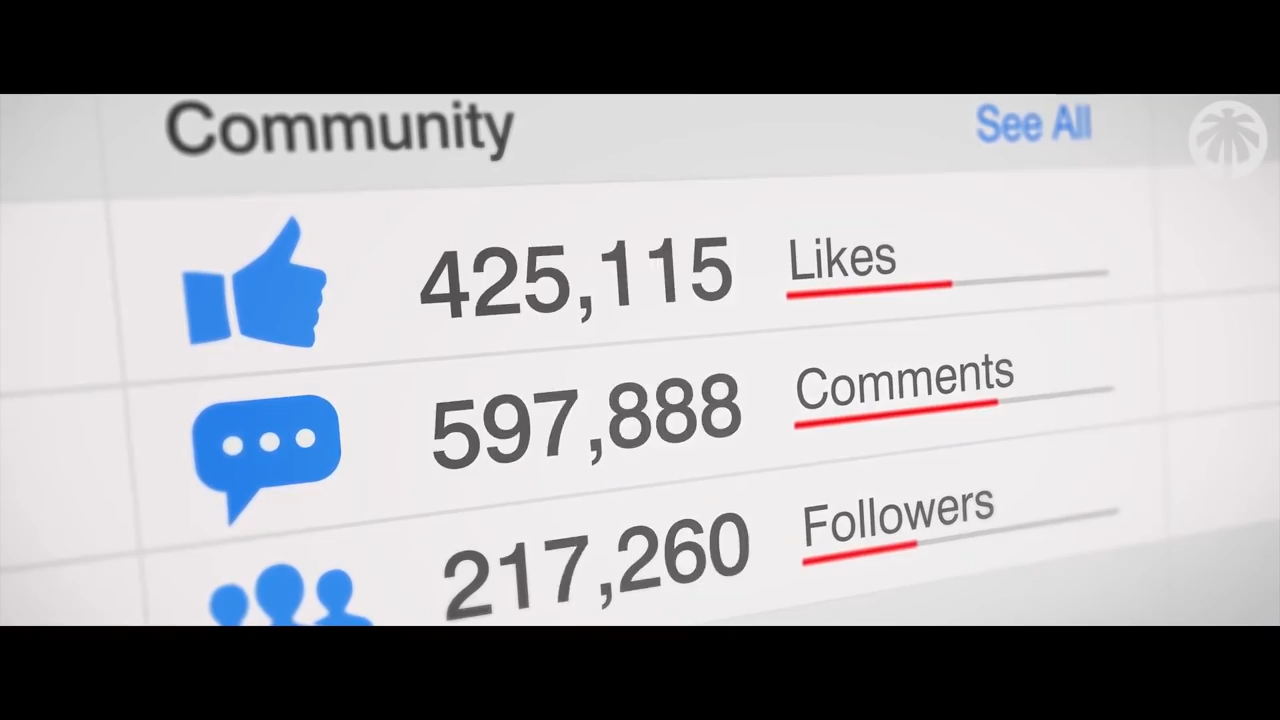 Community
See All
425,115 Likes
597,888 Comments
217,260 Followers